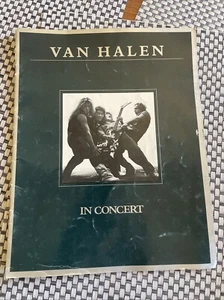 VAN HALEN
IN CONCERT